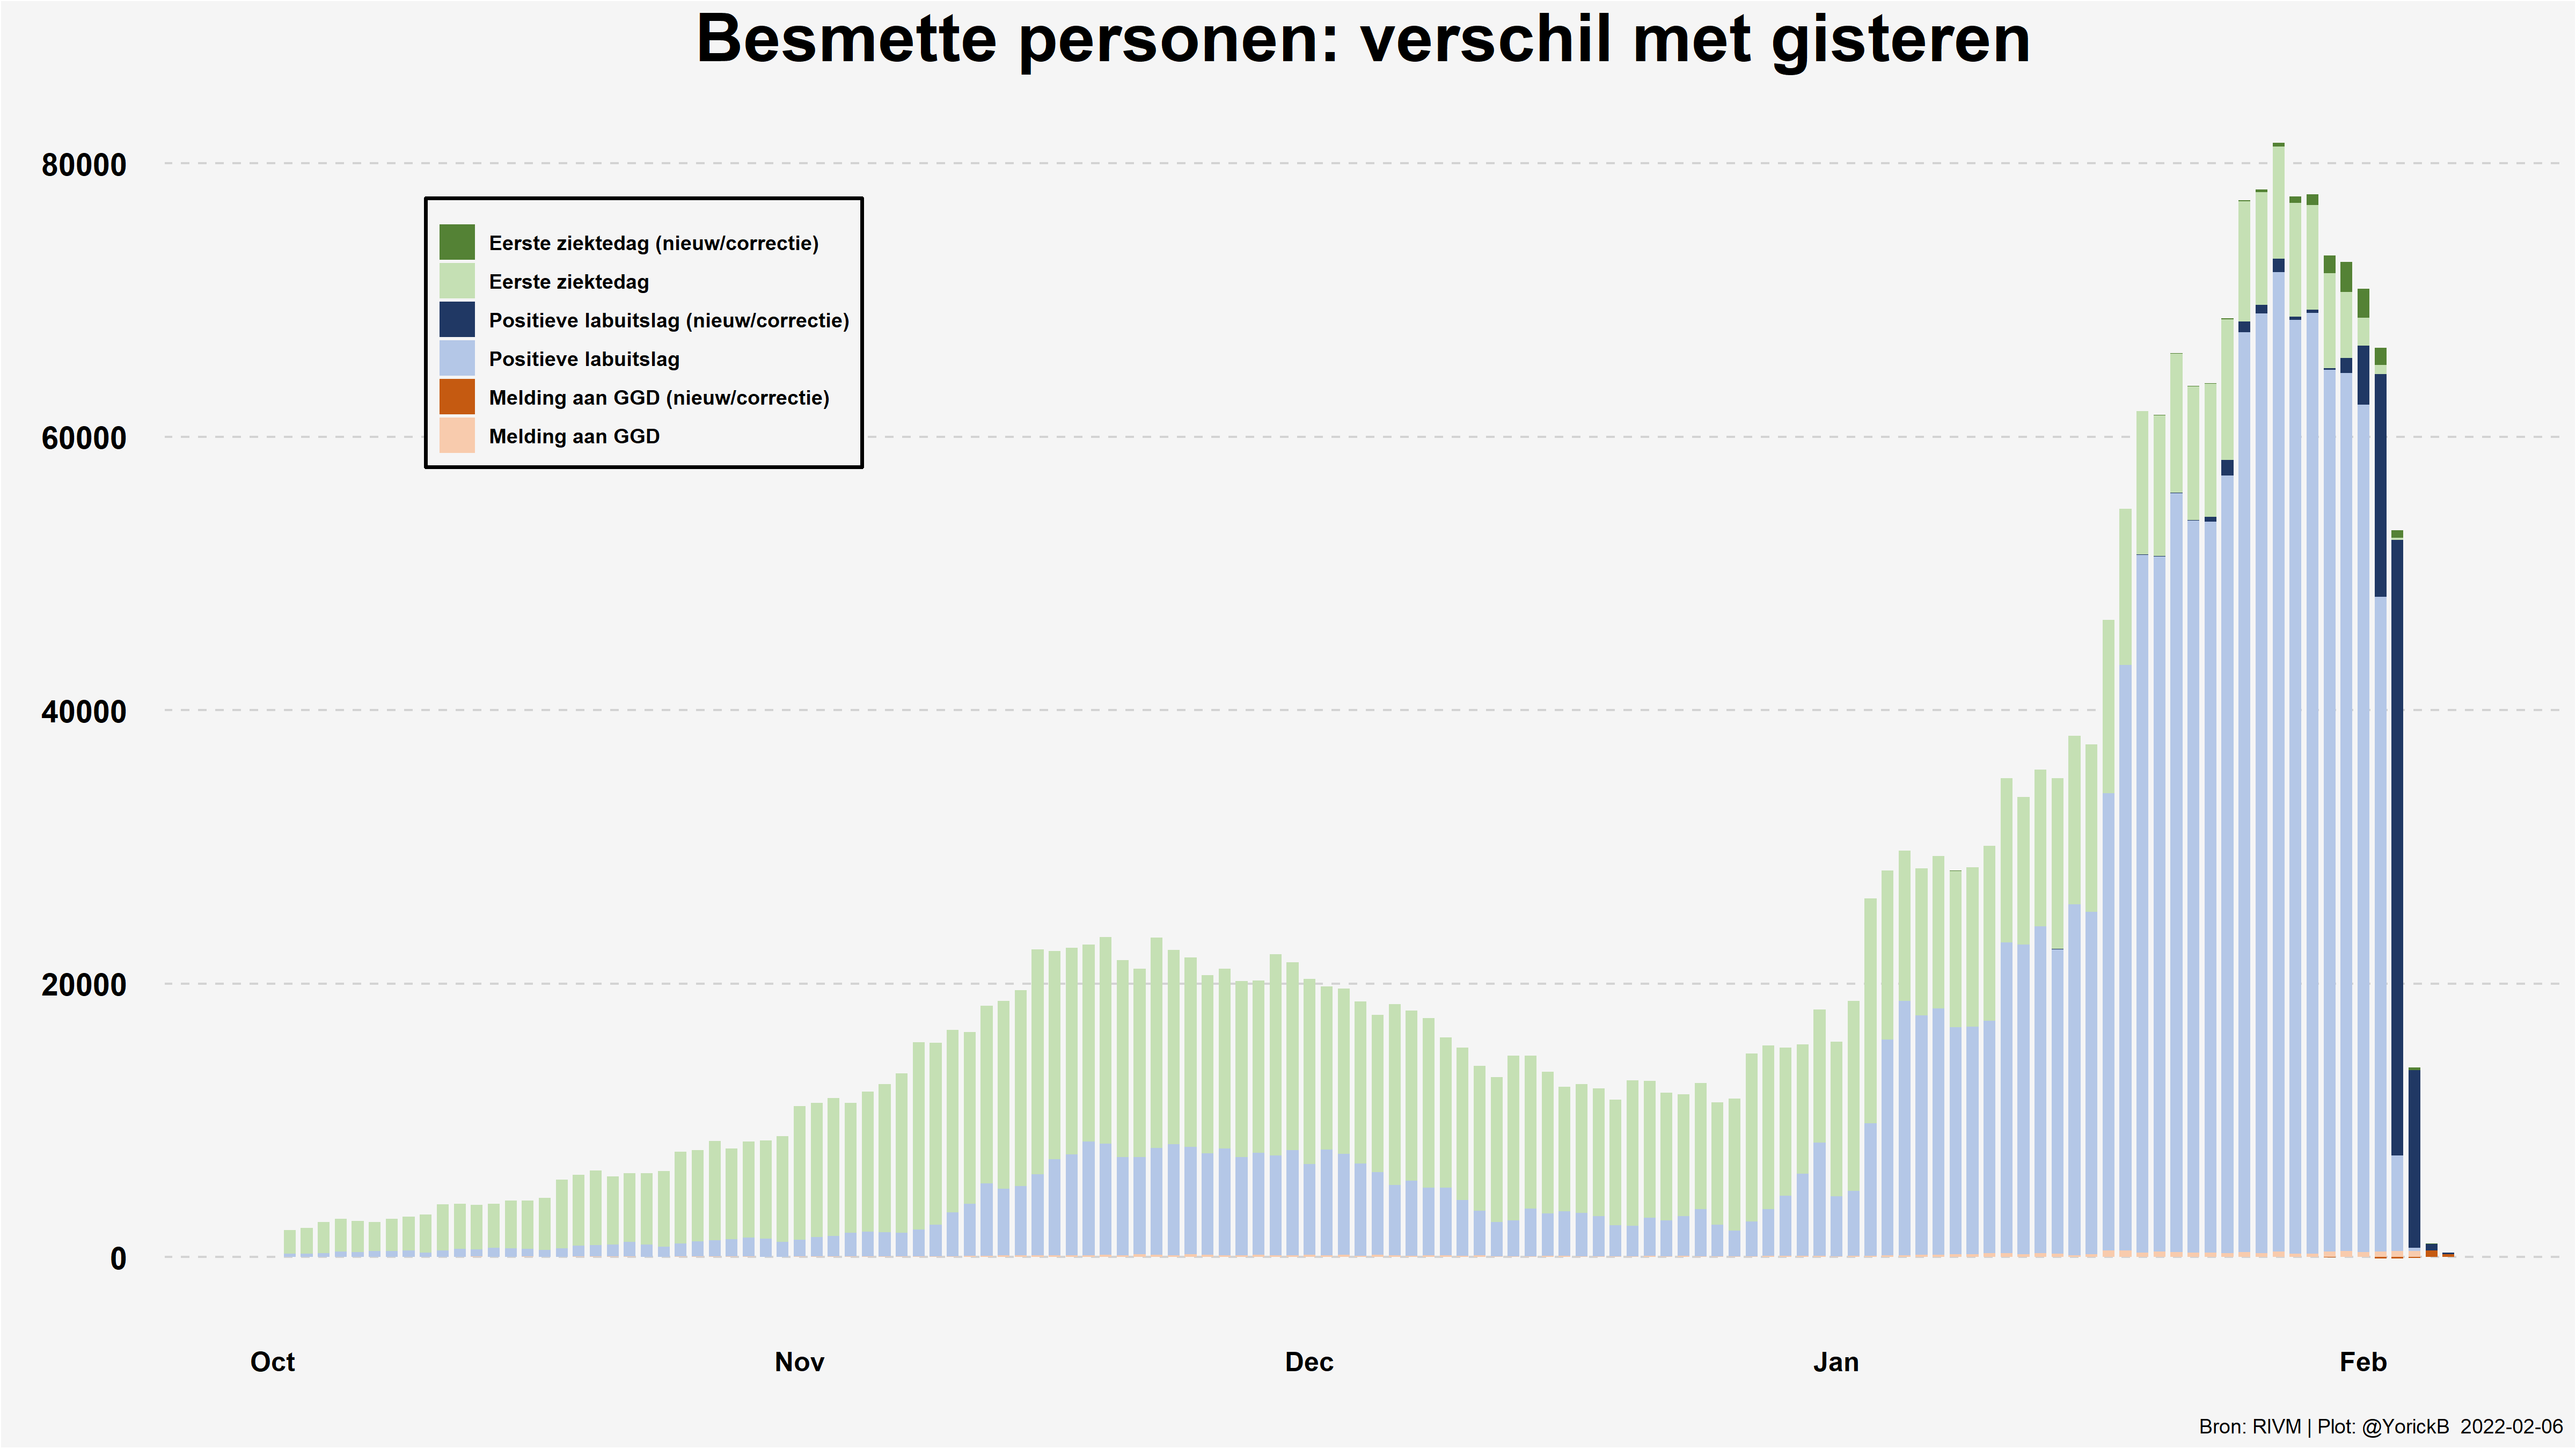 Besmette personen: verschil met gisteren
80000
60000
40000
20000
0
Eerste ziektedag (nieuw/correctie)
Eerste ziektedag
Positieve labuitslag (nieuw/correctie)
Positieve labuitslag
Melding aan GGD (nieuw/correctie)
Melding aan GGD
Oct Nov Dec Jan Feb
Bron: RIVM | Plot: @YorickB 2022-02-06